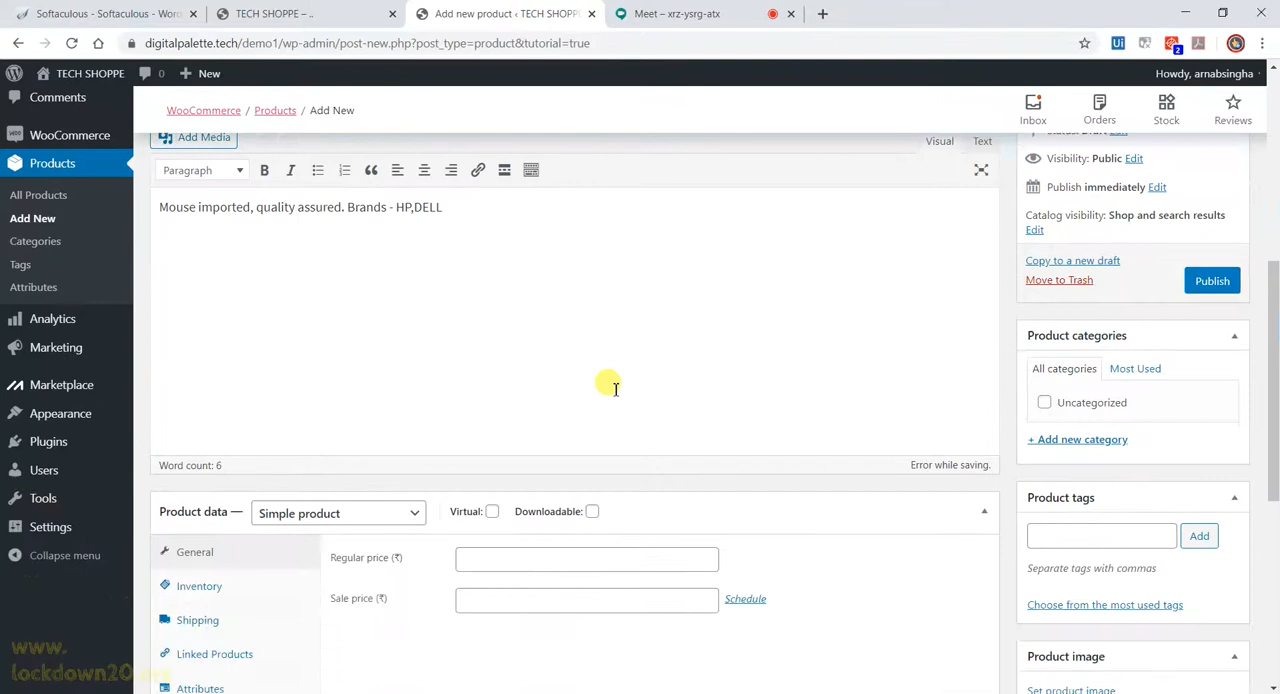 Softaculous - Softaculous - Word
TECH SHOPPE – ..
Add new product ‹ TECH SHOPP
Meet – xrz-ysrg-atx
digitalpalette.tech/demo1/wp-admin/post-new.php?post_type=product&tutorial=true
TECH SHOPPE 0 + New Howdy, arnabsingha
Comments
WooCommerce
Products
All Products
Add New
Categories
Tags
Attributes
Analytics
Marketing
Marketplace
Appearance
Plugins
Users
Tools
Settings
Collapse menu
WooCommerce / Products / Add New
Inbox Orders Stock Reviews
Add Media Visual Text
Paragraph
Mouse imported, quality assured. Brands - HP,DELL
Word count: 6 Error while saving.
Product data — Simple product Virtual: Downloadable:
General
Inventory
Shipping
Linked Products
Attributes
Regular price (₹)
Sale price (₹) Schedule
Status: Draft Edit
Visibility: Public Edit
Publish immediately Edit
Catalog visibility: Shop and search results
Edit
Copy to a new draft
Move to Trash
Publish
Product categories
All categories Most Used
Uncategorized
+ Add new category
Product tags
Add
Separate tags with commas
Choose from the most used tags
Product image
Set product image
www.
lockdown20